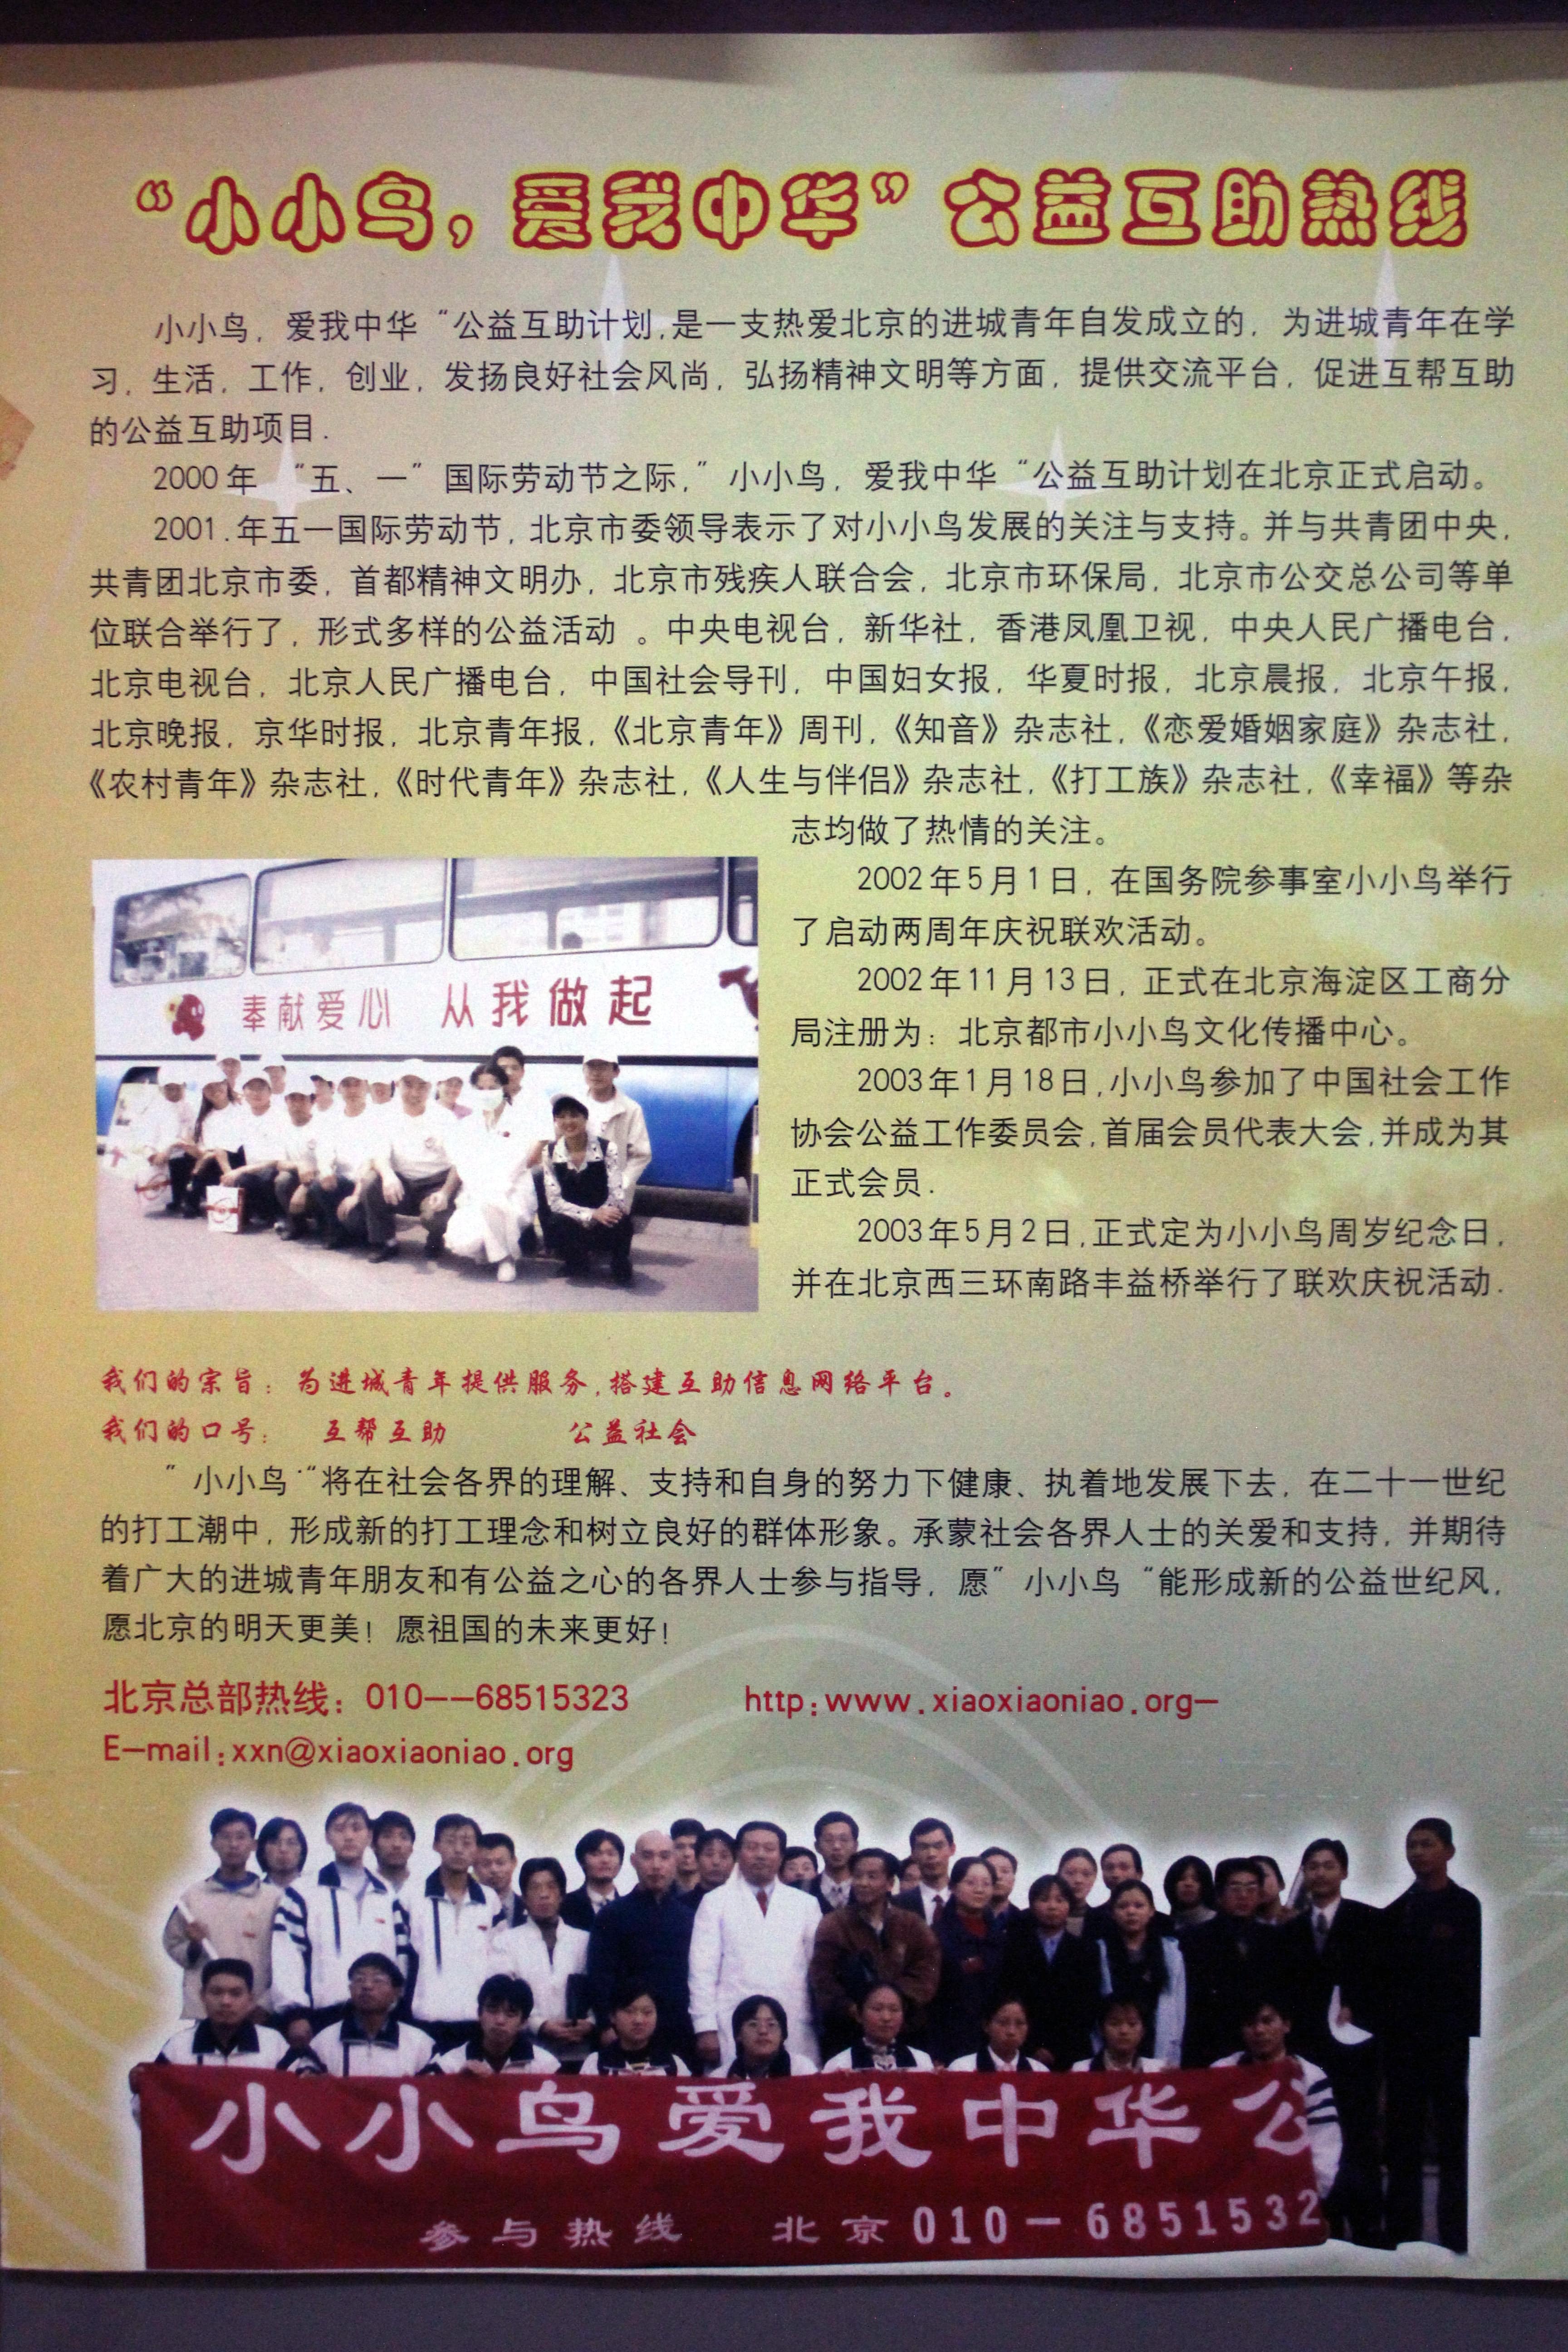 “小小鸟，爱我中华”公益互助热线
小小鸟，爱我中华“公益互助计划,是一支热爱北京的进城青年自发成立的，为进城青年在学
习，生活，工作，创业，发扬良好社会风尚，弘扬精神文明等方面，提供交流平台，促进互帮互助
的公益互助项目.
2000年 “五、一”国际劳动节之际,”小小鸟，爱我中华“公益互助计划在北京正式启动。
2001.年五一国际劳动节，北京市委领导表示了对小小鸟发展的关注与支持。并与共青团中央，
共青团北京市委，首都精神文明办，北京市残疾人联合会，北京市环保局，北京市公交总公司等单
位联合举行了，形式多样的公益活动 。中央电视台，新华社，香港凤凰卫视，中央人民广播电台，
北京电视台，北京人民广播电台，中国社会导刊，中国妇女报，华夏时报，北京晨报，北京午报，
北京晚报，京华时报，北京青年报,《北京青年》周刊,《知音》杂志社,《恋爱婚姻家庭》杂志社,
《农村青年》杂志社,《时代青年》杂志社,《人生与伴侣》杂志社,《打工族》杂志社,《幸福》等杂
志均做了热情的关注。
2002年5月1日，在国务院参事室小小鸟举行
了启动两周年庆祝联欢活动。
2002年11月13日，正式在北京海淀区工商分
局注册为：北京都市小小鸟文化传播中心。
2003年1月18日,小小鸟参加了中国社会工作
协会公益工作委员会,首届会员代表大会,并成为其
正式会员.
2003年5月2日,正式定为小小鸟周岁纪念日,
并在北京西三环南路丰益桥举行了联欢庆祝活动.
奉献爱心 从我做起
我们的宗旨：为进城青年提供服务,搭建互助信息网络平台。
我们的口号： 互帮互助 公益社会
”小小鸟“将在社会各界的理解、支持和自身的努力下健康、执着地发展下去，在二十一世纪
的打工潮中，形成新的打工理念和树立良好的群体形象。承蒙社会各界人士的关爱和支持，并期待
着广大的进城青年朋友和有公益之心的各界人士参与指导，愿”小小鸟“能形成新的公益世纪风,
愿北京的明天更美！愿祖国的未来更好！
北京总部热线：010--68515323 http:www.xiaoxiaoniao.org-
E-mail:xxn@xiaoxiaoniao.org
小小鸟爱我中华公
参与热线 北京010-6851532